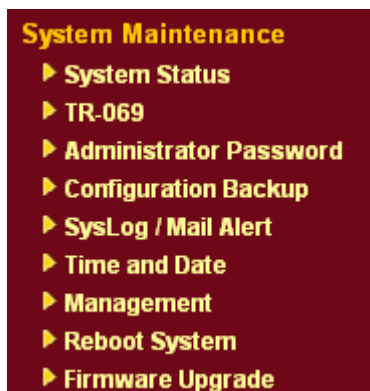 System Maintenance
System Status
TR-069
Administrator Password
Configuration Backup
SysLog / Mail Alert
Time and Date
Management
Reboot System
Firmware Upgrade